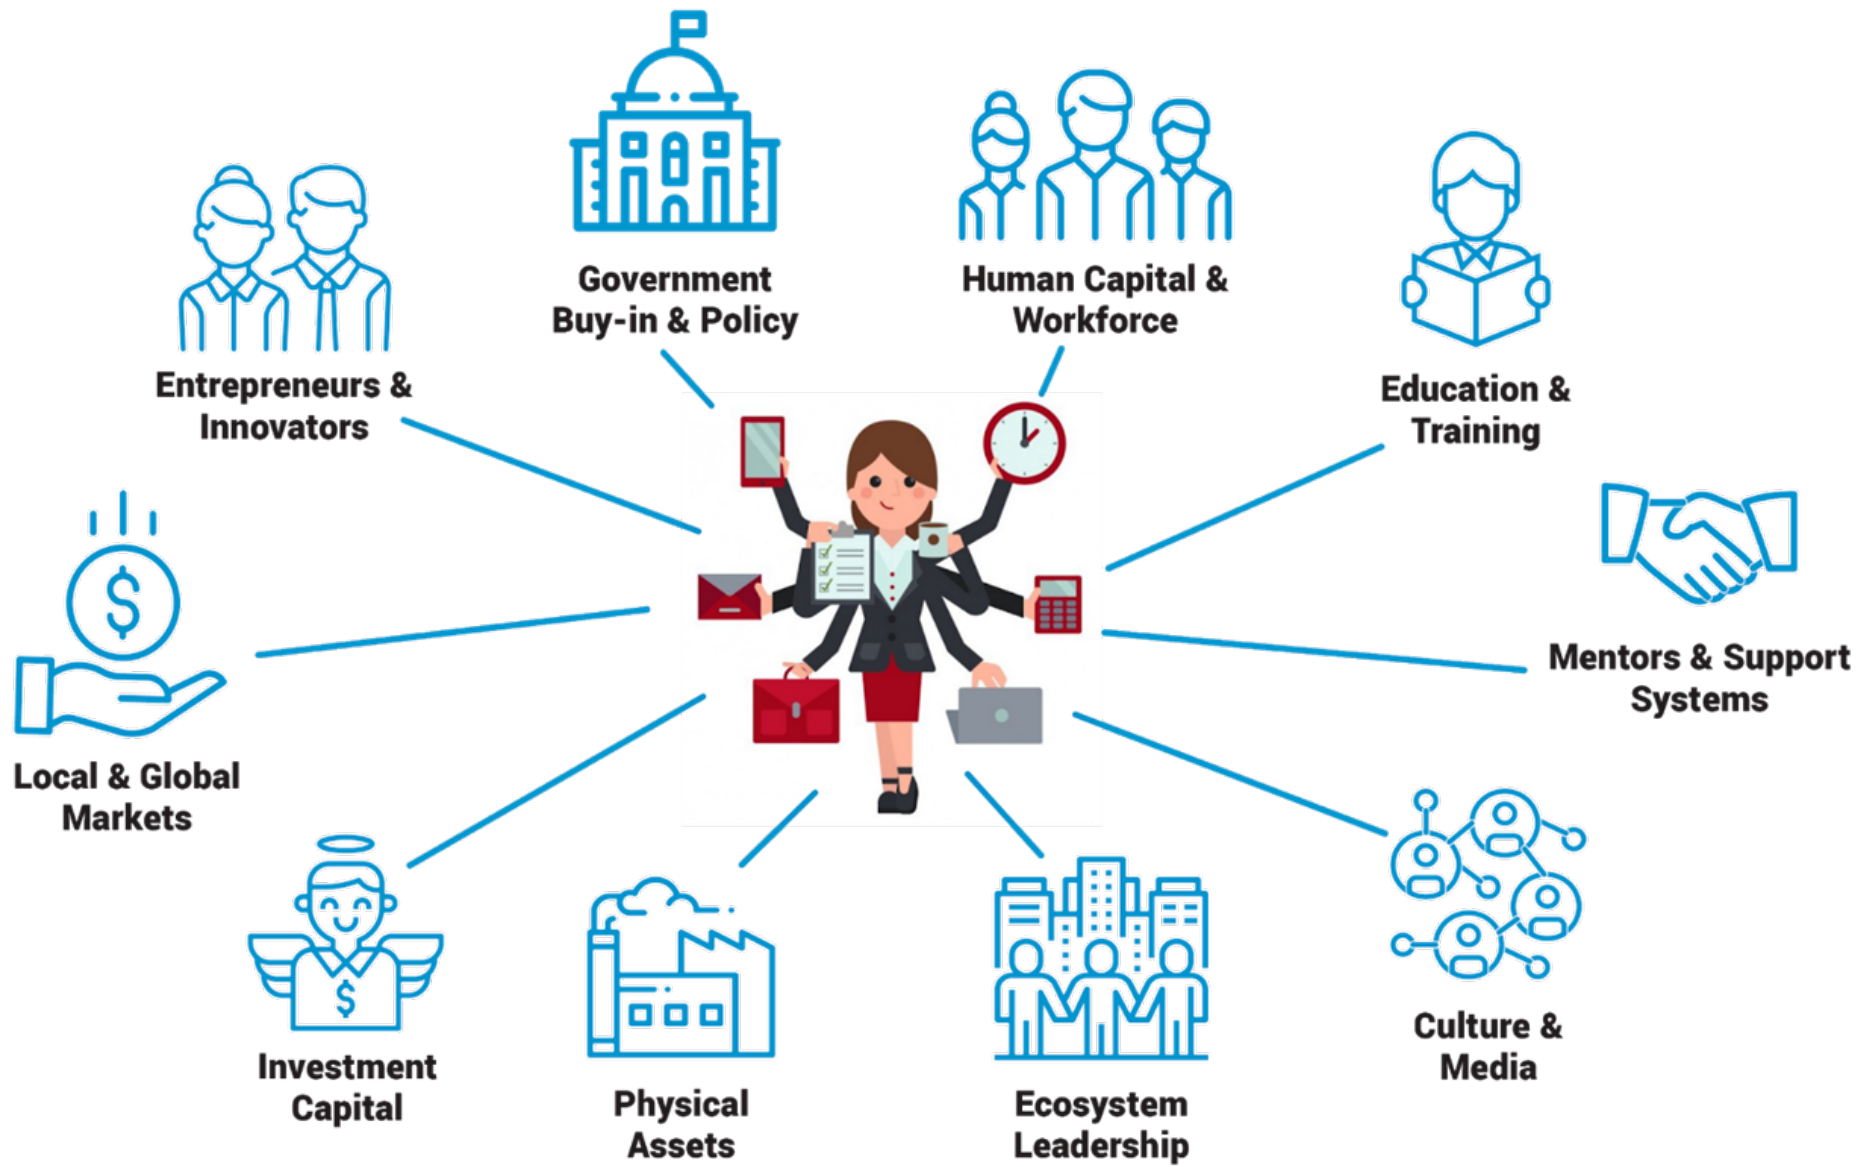 Government
Buy-in & Policy
Human Capital &
Workforce
Entrepreneurs &
Innovators
Education &
Training
Mentors & Support
Systems
$
Local & Global
Markets
$
Investment
Capital
Physical
Assets
Ecosystem
Leadership
Culture &
Media